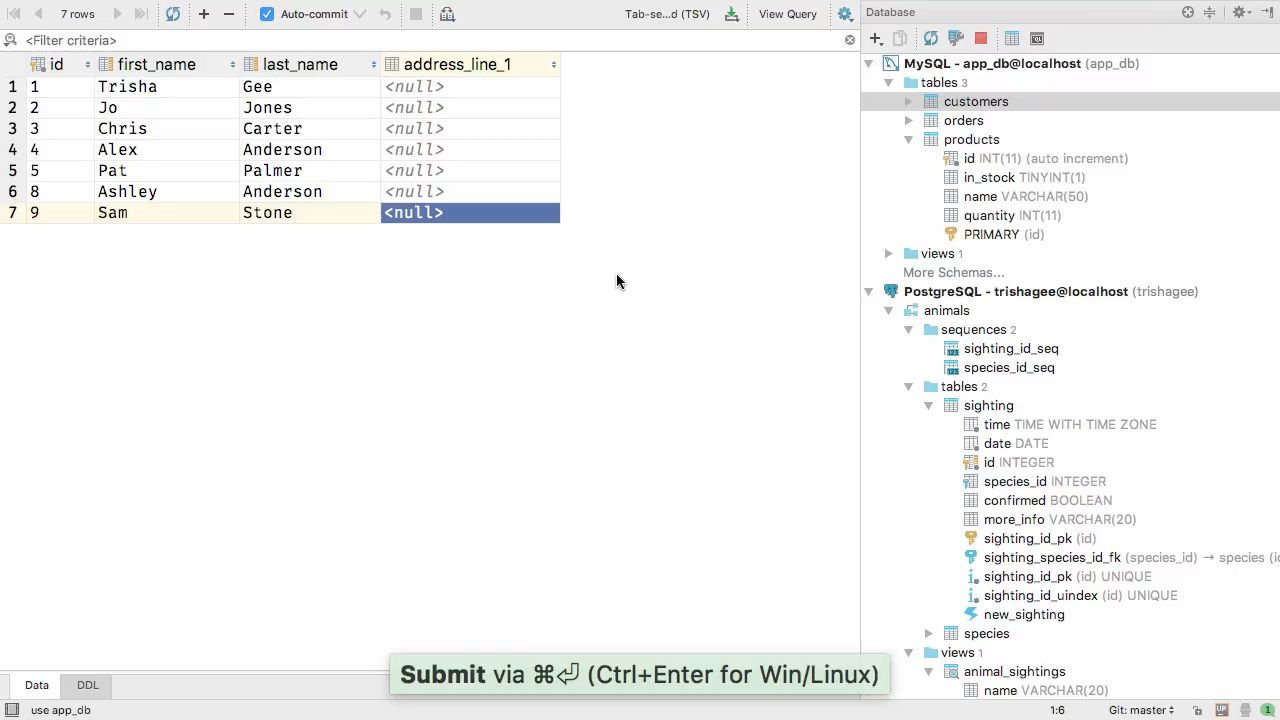 7 rows Auto-commit Tab-se...d (TSV) View Query
<Filter criteria>
id first_name last_name address_line_1
1 1 Trisha Gee <null>
2 2 Jo Jones <null>
3 3 Chris Carter <null>
4 4 Alex Anderson <null>
5 5 Pat Palmer <null>
6 8 Ashley Anderson <null>
7 9 Sam Stone <null>
Database
MySQL - app_db@localhost (app_db)
tables 3
customers
orders
products
id INT(11) (auto increment)
in_stock TINYINT(1)
name VARCHAR(50)
quantity INT(11)
PRIMARY (id)
views 1
More Schemas...
PostgreSQL - trishagee@localhost (trishagee)
animals
sequences 2
sighting_id_seq
species_id_seq
tables 2
sighting
time TIME WITH TIME ZONE
date DATE
id INTEGER
species_id INTEGER
confirmed BOOLEAN
more_info VARCHAR(20)
sighting_id_pk (id)
sighting_species_id_fk (species_id) → species (i
sighting_id_pk (id) UNIQUE
sighting_id_uindex (id) UNIQUE
new_sighting
species
views 1
animal_sightings
name VARCHAR(20)
Submit via ⌘⏎ (Ctrl+Enter for Win/Linux)
Data DDL
use app_db 1:6 Git: master 1